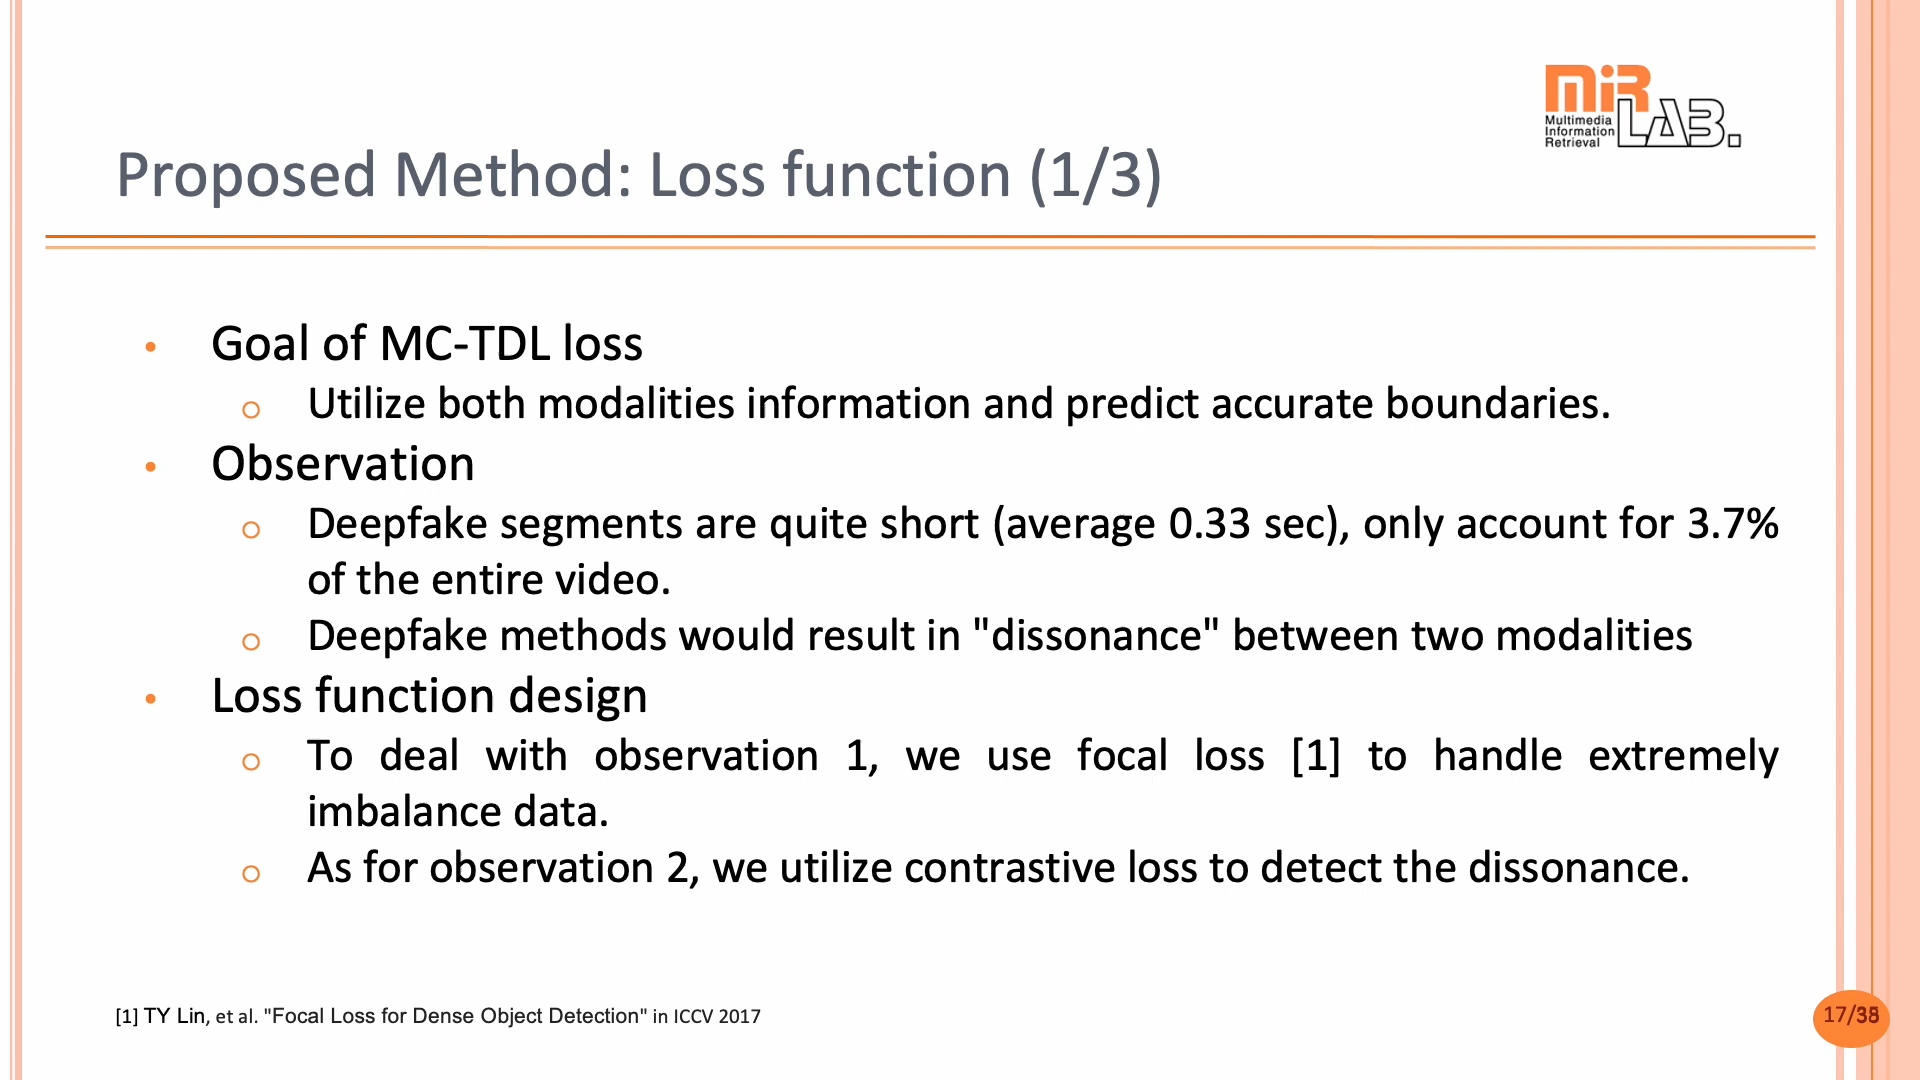 MiR LAB.
Multimedia
Information
Retrieval
Proposed Method: Loss function (1/3)
• Goal of MC-TDL loss
o Utilize both modalities information and predict accurate boundaries.
• Observation
o Deepfake segments are quite short (average 0.33 sec), only account for 3.7%
of the entire video.
o Deepfake methods would result in "dissonance" between two modalities
• Loss function design
o To deal with observation 1, we use focal loss [1] to handle extremely
imbalance data.
o As for observation 2, we utilize contrastive loss to detect the dissonance.
[1] TY Lin, et al. "Focal Loss for Dense Object Detection" in ICCV 2017
17/